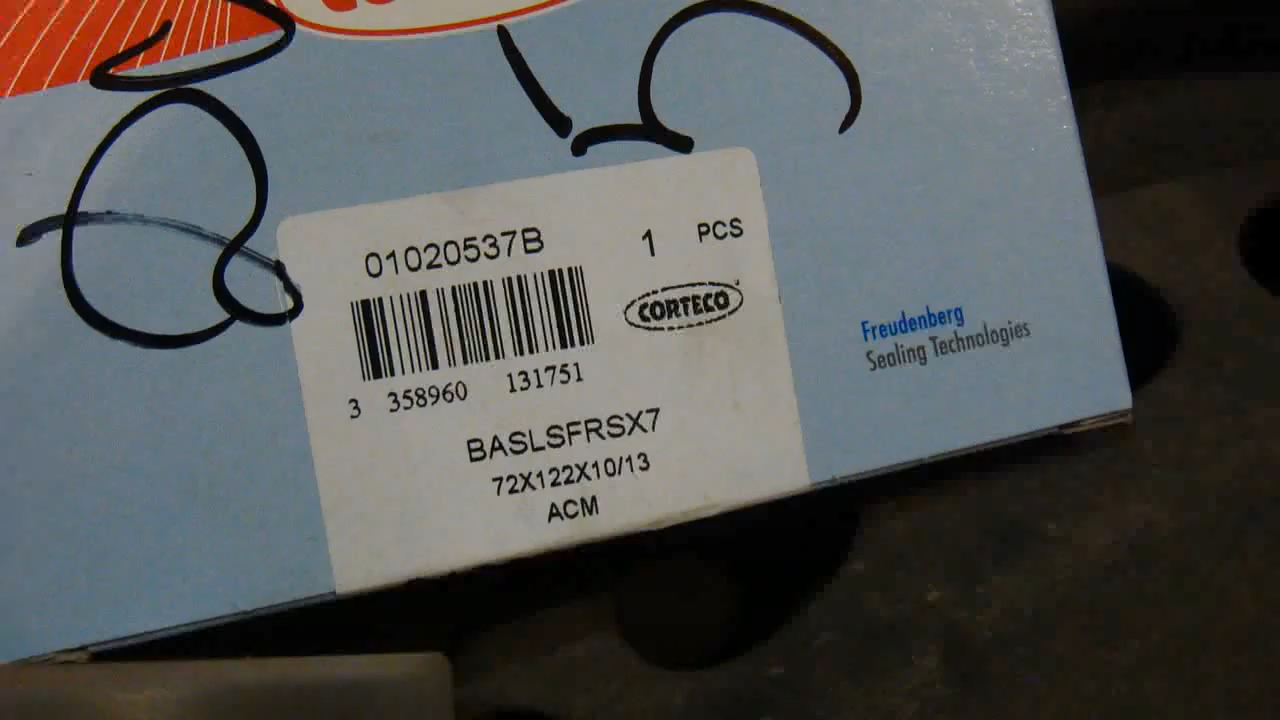 01020537B
1 PCS
CORTECO
3 358960 131751
BASLSFRSX7
72X122X10/13
ACM
Freudenberg
Sealing Technologies